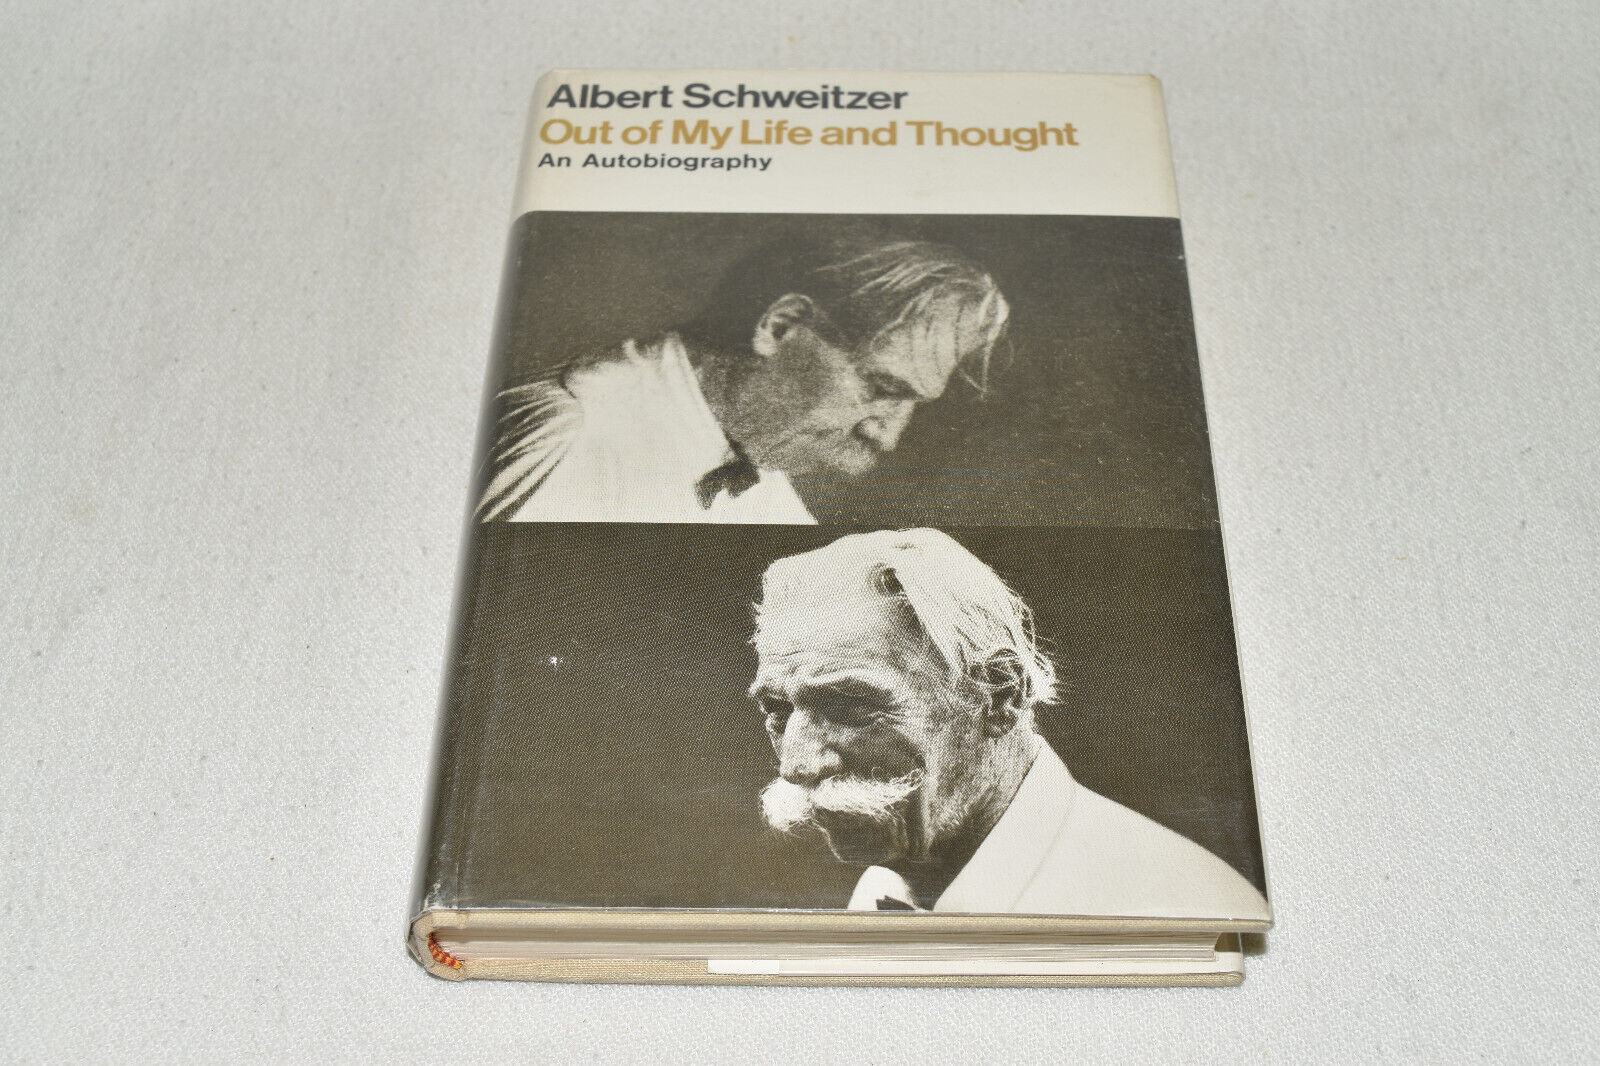 Albert Schweitzer
Out of My Life and Thought
An Autobiography